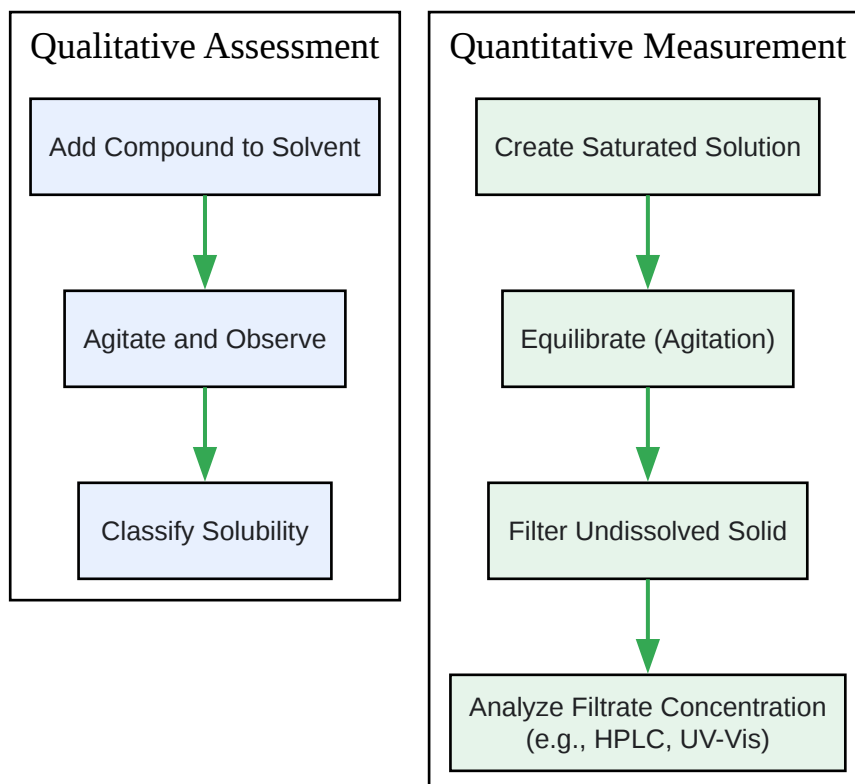 Qualitative Assessment
Add Compound to Solvent
Agitate and Observe
Classify Solubility
Quantitative Measurement
Create Saturated Solution
Equilibrate (Agitation)
Filter Undissolved Solid
Analyze Filtrate Concentration
(e.g., HPLC, UV-Vis)